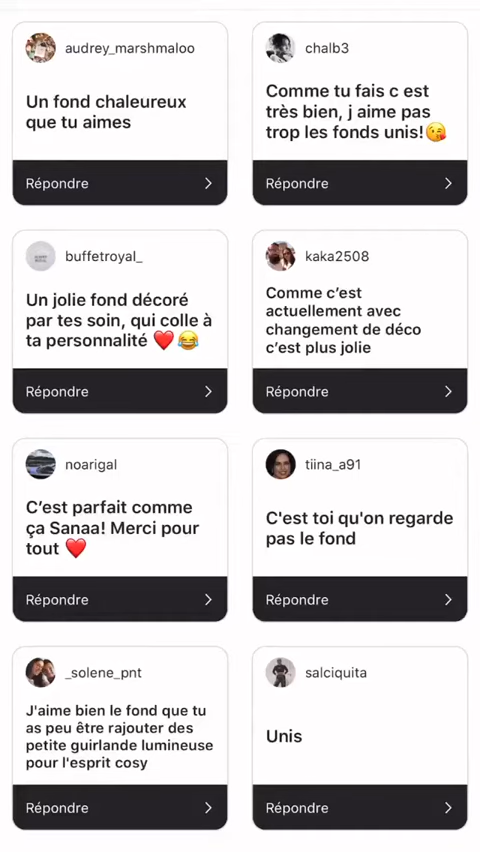 audrey_marshmaloo
Un fond chaleureux
que tu aimes
Répondre
chalb3
Comme tu fais c est
très bien, j aime pas
trop les fonds unis!😘
Répondre
buffetroyal_
Un jolie fond décoré
par tes soin, qui colle à
ta personnalité ❤️😂
Répondre
kaka2508
Comme c’est
actuellement avec
changement de déco
c’est plus jolie
Répondre
noarigal
C’est parfait comme
ça Sanaa! Merci pour
tout ❤️
Répondre
tiina_a91
C'est toi qu'on regarde
pas le fond
Répondre
_solene_pnt
J'aime bien le fond que tu
as peu être rajouter des
petite guirlande lumineuse
pour l'esprit cosy
Répondre
salciquita
Unis
Répondre